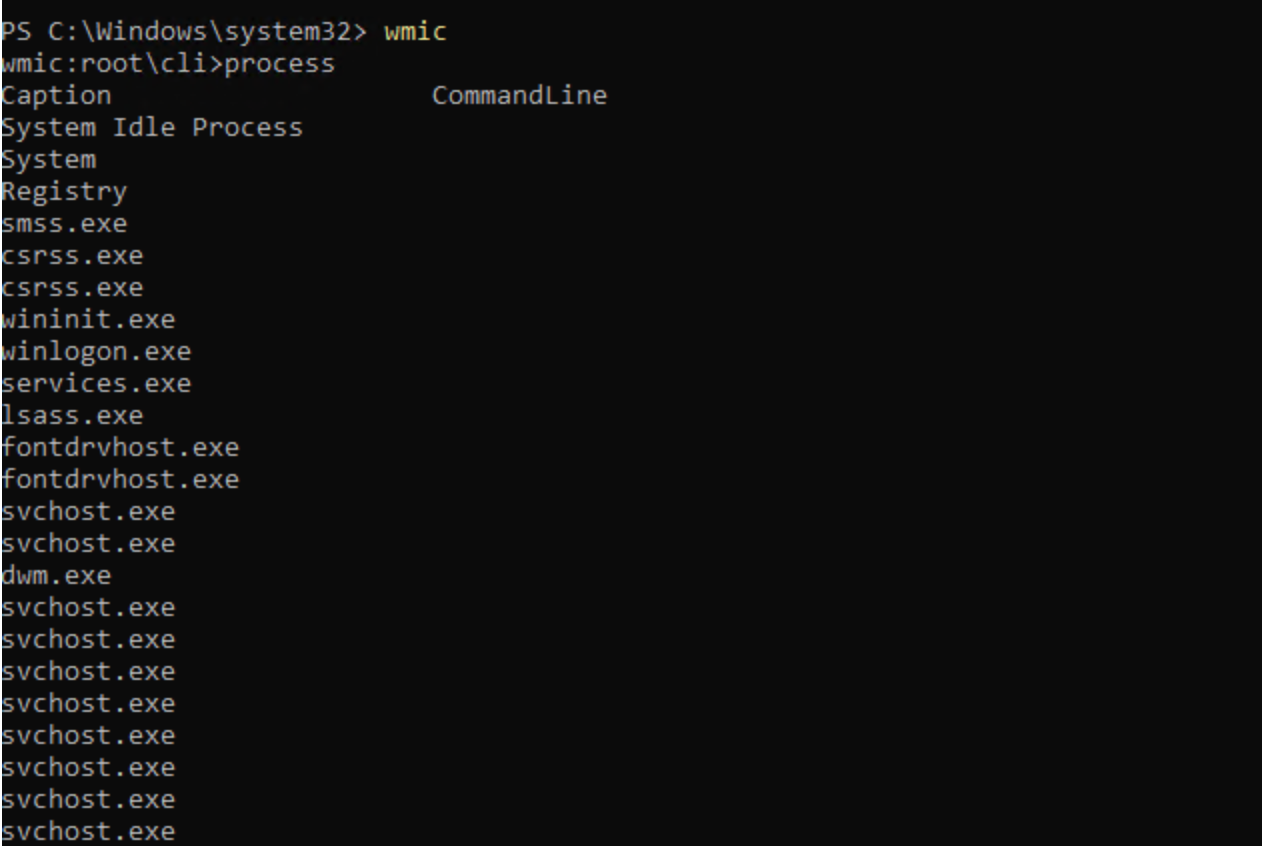 PS C:\Windows\system32> wmic
wmic:root\cli>process
Caption                    CommandLine
System Idle Process
System
Registry
smss.exe
csrss.exe
csrss.exe
wininit.exe
winlogon.exe
services.exe
lsass.exe
fontdrvhost.exe
fontdrvhost.exe
svchost.exe
svchost.exe
dwm.exe
svchost.exe
svchost.exe
svchost.exe
svchost.exe
svchost.exe
svchost.exe
svchost.exe
svchost.exe